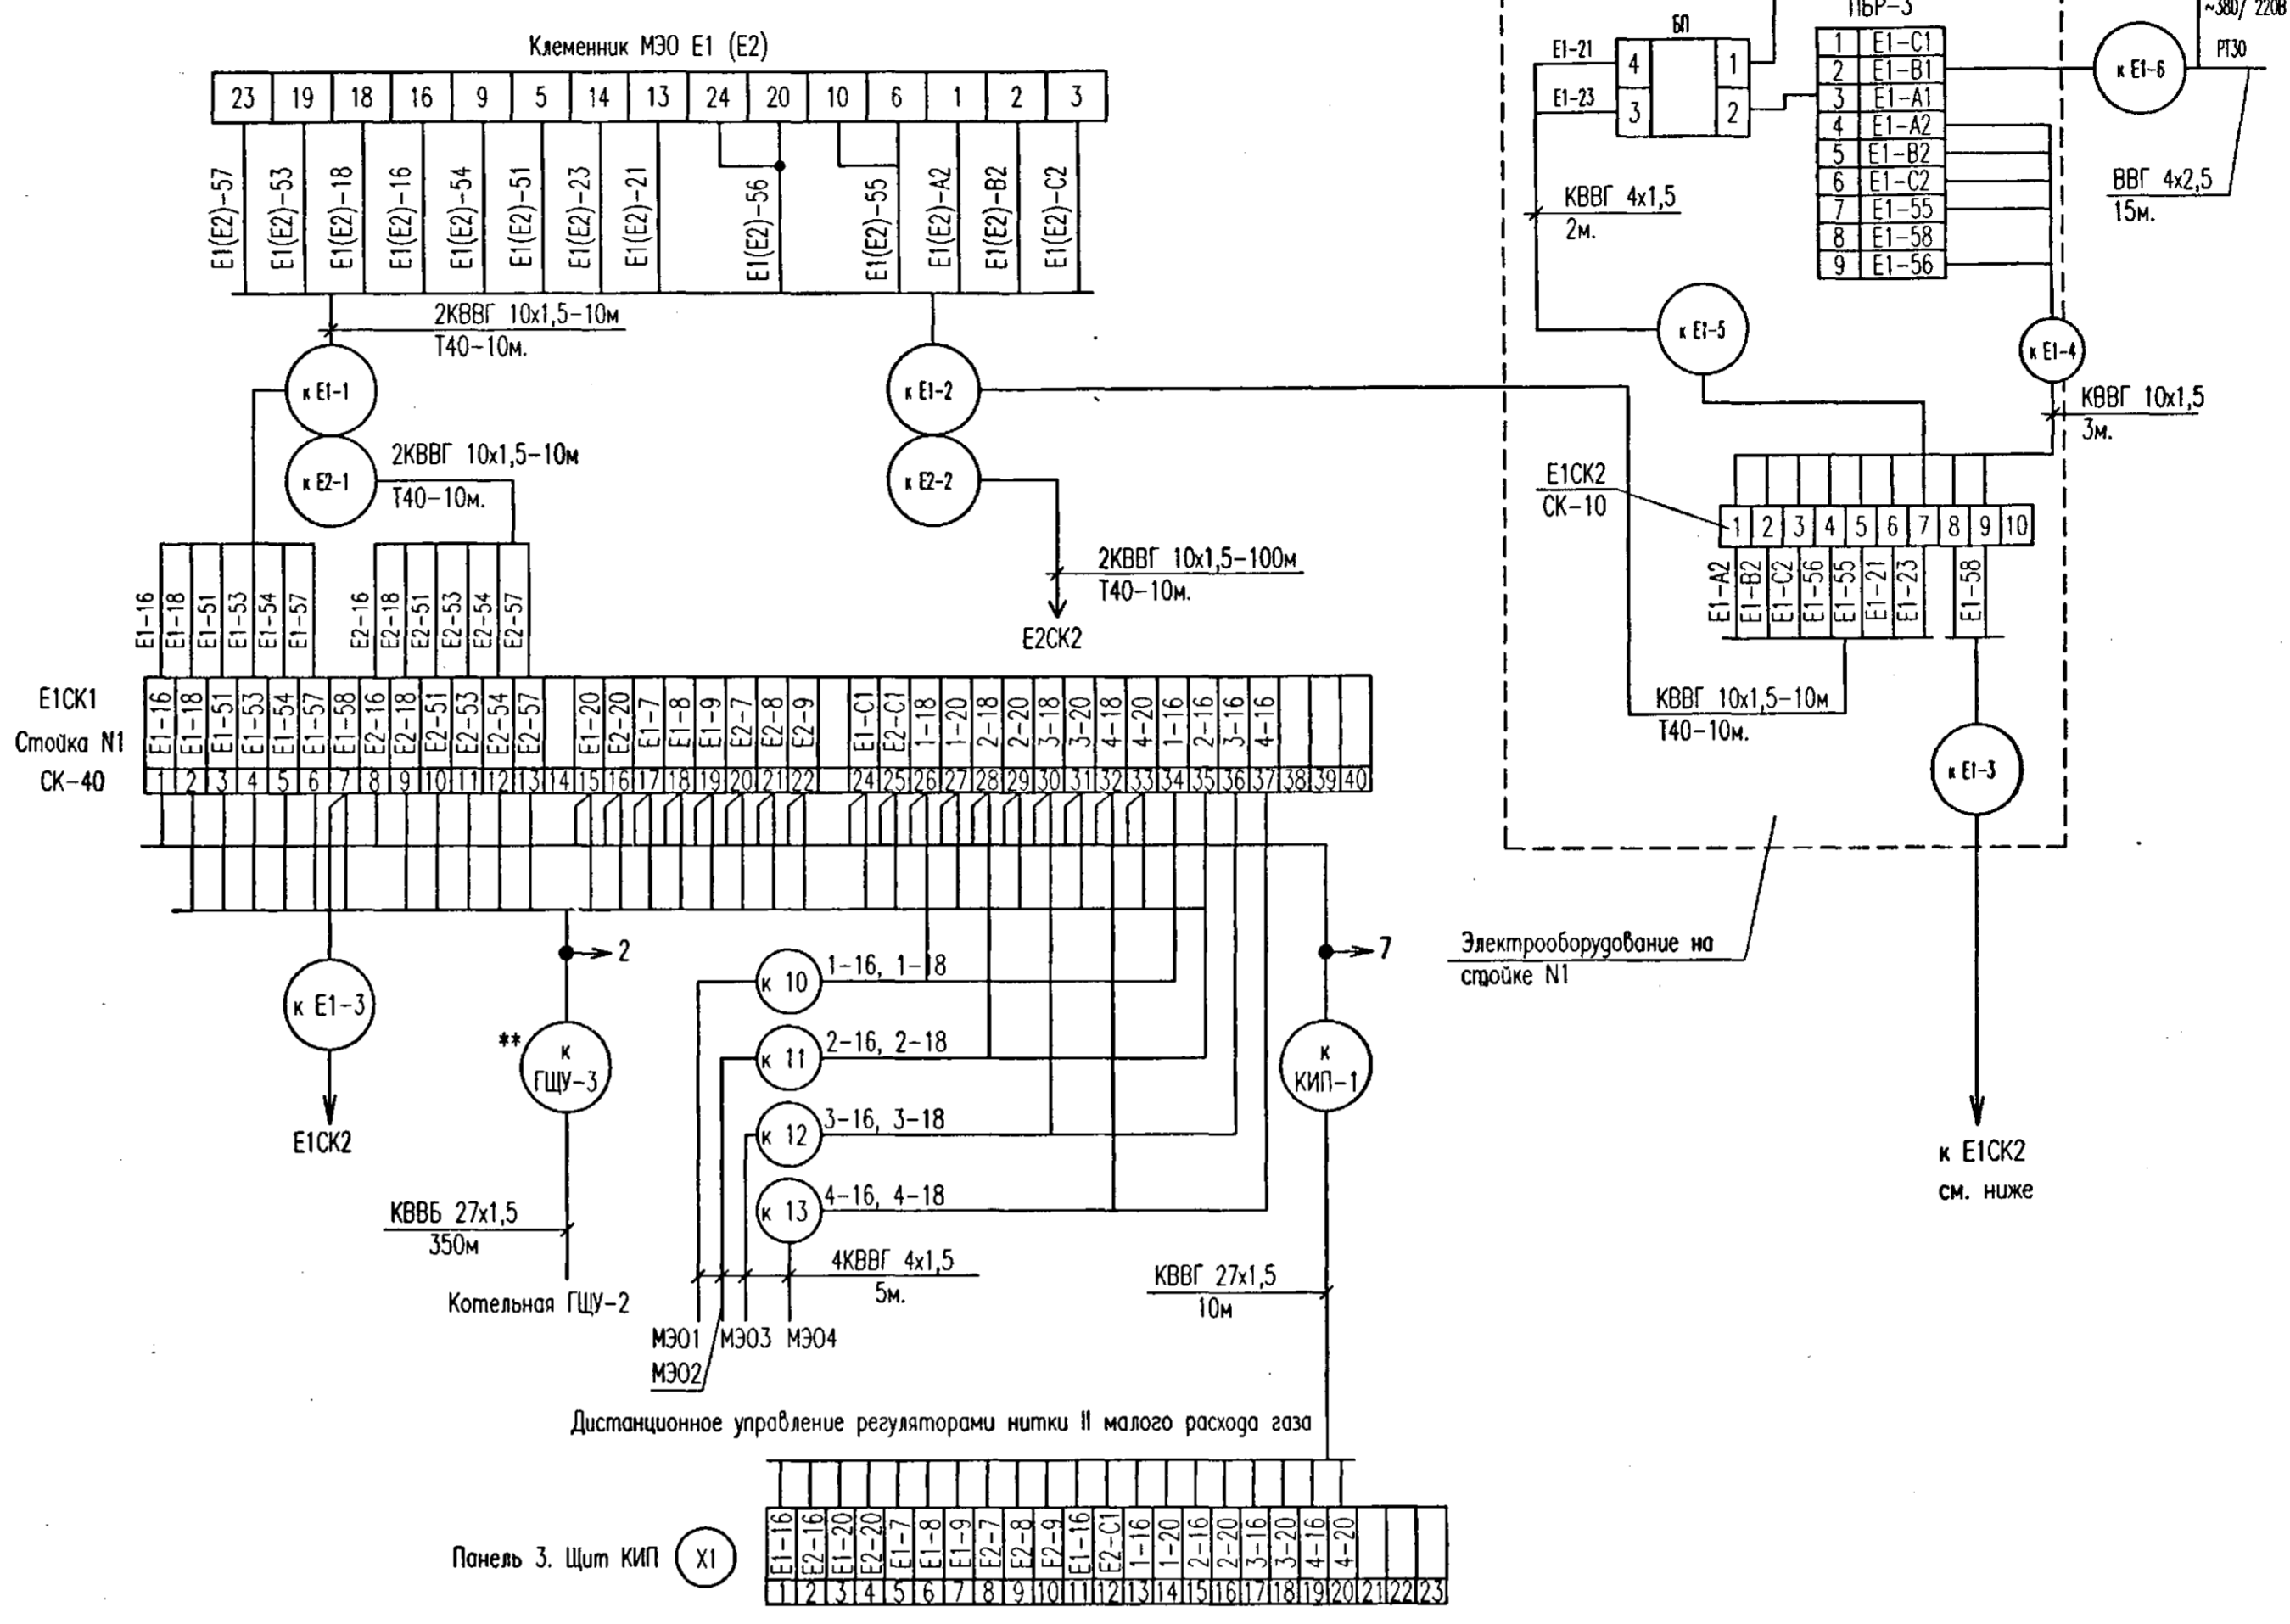 Клеменник МЭО Е1 (Е2)
23 19 18 16 9 5 14 13 24 20 10 6 1 2 3
Е1(Е2)-57
Е1(Е2)-53
Е1(Е2)-18
Е1(Е2)-16
Е1(Е2)-54
Е1(Е2)-51
Е1(Е2)-23
Е1(Е2)-21
Е1(Е2)-56
Е1(Е2)-55
Е1(Е2)-А2
Е1(Е2)-В2
Е1(Е2)-С2
2КВВГ 10х1,5-10м
Т40-10м.
к Е1-1
к Е2-1
2КВВГ 10х1,5-10м
Т40-10м.
к Е1-2
к Е2-2
2КВВГ 10х1,5-100м
Т40-10м.
Е2СК2
БП
Е1-21
Е1-23
4 1
3 2
ПБР-3
1 Е1-С1
2 Е1-В1
3 Е1-А1
4 Е1-А2
5 Е1-В2
6 Е1-С2
7 Е1-55
8 Е1-58
9 Е1-56
~380/ 220В
РТ30
к Е1-6
ВВГ 4х2,5
15м.
КВВГ 4х1,5
2м.
к Е1-5
к Е1-4
КВВГ 10х1,5
3м.
Е1СК2
СК-10
1 2 3 4 5 6 7 8 9 10
Е1-А2
Е1-В2
Е1-С2
Е1-56
Е1-55
Е1-21
Е1-23
Е1-58
КВВГ 10х1,5-10м
Т40-10м.
к Е1-3
Электрооборудование на
стойке N1
к Е1СК2
см. ниже
Е1-16
Е1-18
Е1-51
Е1-53
Е1-54
Е1-57
Е2-16
Е2-18
Е2-51
Е2-53
Е2-54
Е2-57
Е1СК1
Стойка N1
СК-40
Е1-16
Е1-18
Е1-51
Е1-53
Е1-54
Е1-57
Е1-58
Е2-16
Е2-18
Е2-51
Е2-53
Е2-54
Е2-57
Е1-20
Е2-20
Е1-7
Е1-8
Е1-9
Е2-7
Е2-8
Е2-9
Е1-С1
Е2-С1
1-18
1-20
2-18
2-20
3-18
3-20
4-18
4-20
1-16
2-16
3-16
4-16
1 2 3 4 5 6 7 8 9 10 11 12 13 14 15 16 17 18 19 20 21 22 24 25 26 27 28 29 30 31 32 33 34 35 36 37 38 39 40
к Е1-3
Е1СК2
2
**
к
ГЩУ-3
КВВБ 27х1,5
350м
Котельная ГЩУ-2
к 10
1-16, 1-18
к 11
2-16, 2-18
к 12
3-16, 3-18
к 13
4-16, 4-18
4КВВГ 4х1,5
5м.
МЭО1 МЭО3 МЭО4
МЭО2
7
к
КИП-1
КВВГ 27х1,5
10м
Дистанционное управление регуляторами нитки II малого расхода газа
Панель 3. Щит КИП
Х1
Е1-16
Е2-16
Е1-20
Е2-20
Е1-7
Е1-8
Е1-9
Е2-7
Е2-8
Е2-9
Е1-16
Е2-С1
1-16
1-20
2-16
2-20
3-16
3-20
4-16
4-20
1 2 3 4 5 6 7 8 9 10 11 12 13 14 15 16 17 18 19 20 21 22 23